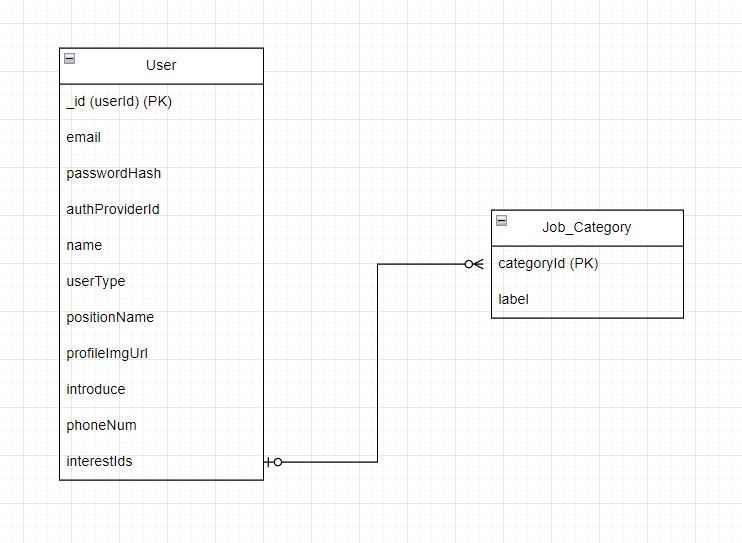 User
_id (userId) (PK)
email
passwordHash
authProviderId
name
userType
positionName
profileImgUrl
introduce
phoneNum
interestIds
Job_Category
categoryId (PK)
label